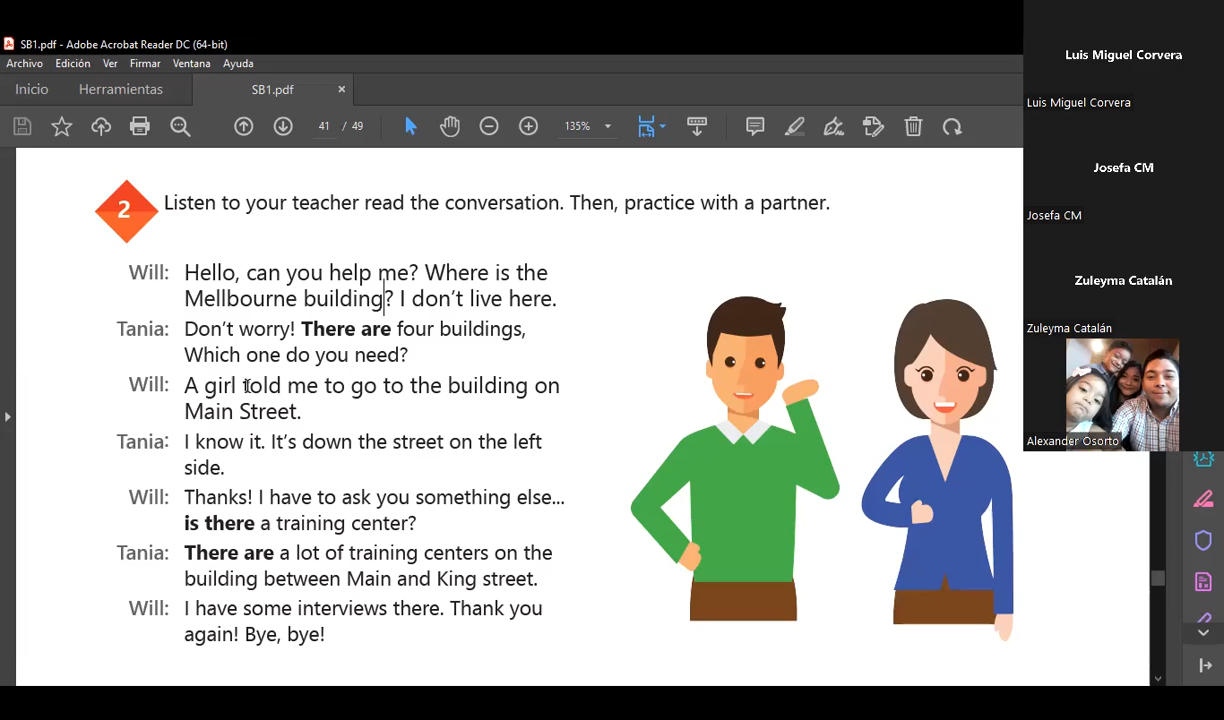 SB1.pdf - Adobe Acrobat Reader DC (64-bit)
Archivo Edición Ver Firmar Ventana Ayuda
Inicio Herramientas SB1.pdf ×
41 / 49 135%
2 Listen to your teacher read the conversation. Then, practice with a partner.
Will: Hello, can you help me? Where is the
Mellbourne building? I don't live here.
Tania: Don't worry! There are four buildings,
Which one do you need?
Will: A girl told me to go to the building on
Main Street.
Tania: I know it. It's down the street on the left
side.
Will: Thanks! I have to ask you something else...
is there a training center?
Tania: There are a lot of training centers on the
building between Main and King street.
Will: I have some interviews there. Thank you
again! Bye, bye!
Luis Miguel Corvera
Luis Miguel Corvera
Josefa CM
Josefa CM
Zuleyma Catalán
Zuleyma Catalán
Alexander Osorto